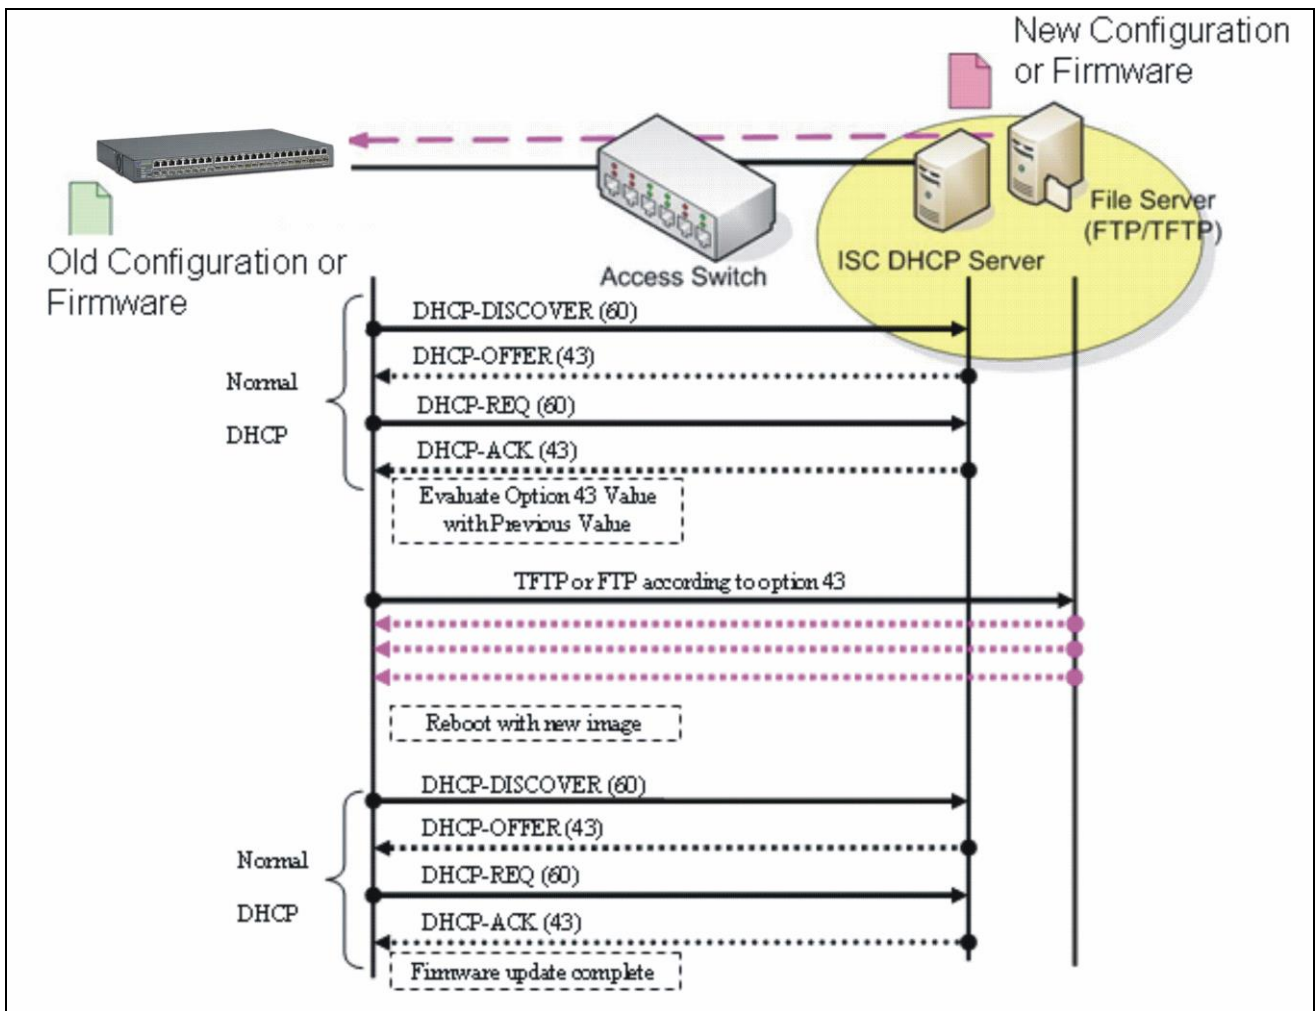 New Configuration
or Firmware
File Server
(FTP/TFTP)
ISC DHCP Server
Access Switch
Old Configuration or
Firmware
DHCP-DISCOVER (60)
DHCP-OFFER (43)
Normal
DHCP-REQ (60)
DHCP
DHCP-ACK (43)
Evaluate Option 43 Value
with Previous Value
TFTP or FTP according to option 43
Reboot with new image
DHCP-DISCOVER (60)
DHCP-OFFER (43)
Normal
DHCP-REQ (60)
DHCP
DHCP-ACK (43)
Firmware update complete